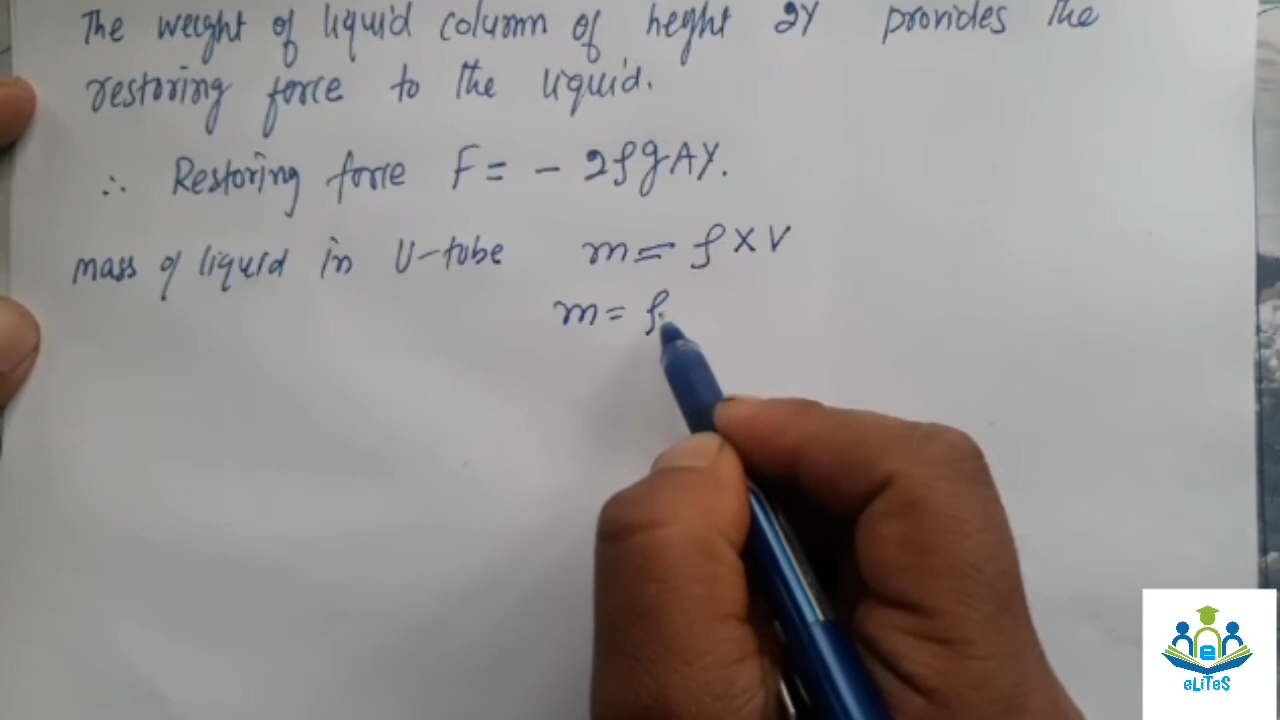 The weight of liquid column of heght 2Y provides the
restoring force to the liquid.
∴ Restoring force F = - 2ρgAY.
mass of liquid in U-tube m = ρ X V
m = ρ
e
eLiTeS